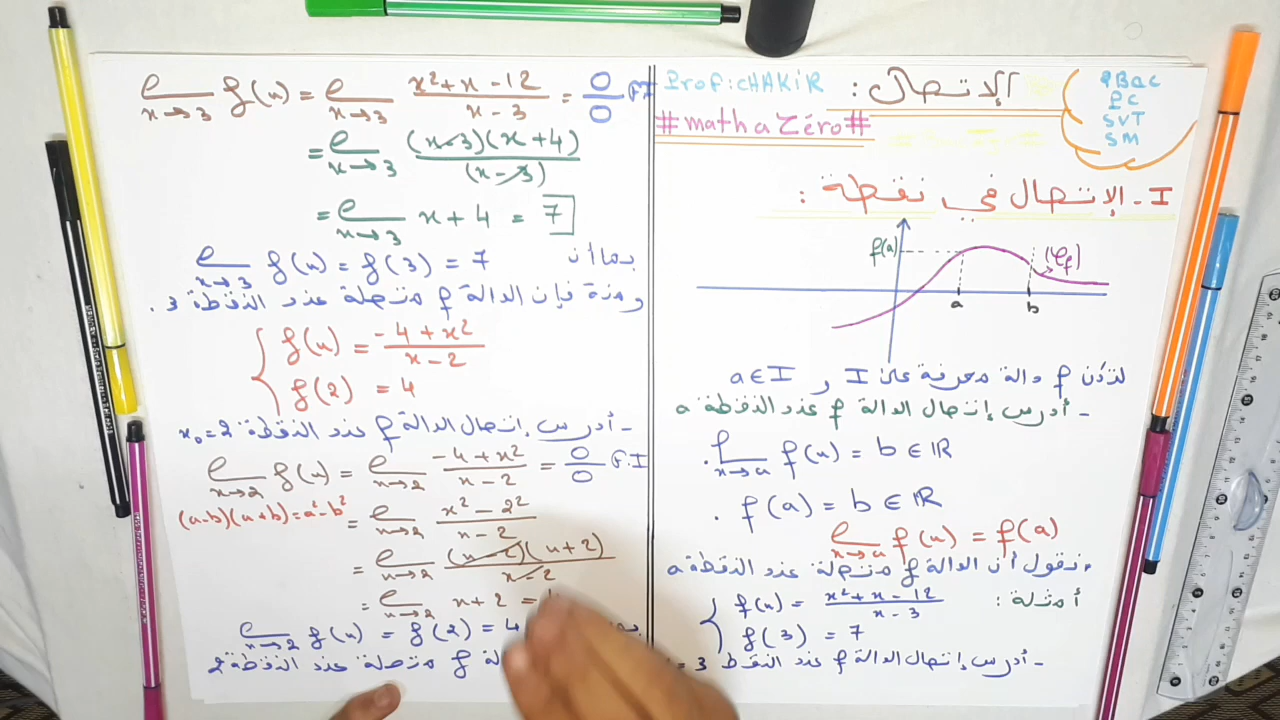 الإتصال :
Prof: CHAKIR
#math a Zéro#
2Bac
PC
SVT
SM
I - الإتصال في نقطة :
f(a)
(𝒞f)
a
b
لتكن f دالة معرفة على I و a∈I
- أدرس إتصال الدالة f عند النقطة a
. lim x→a f(x) = b ∈ ℝ
. f(a) = b ∈ ℝ
lim x→a f(x) = f(a)
نقول أن الدالة f متصلة عند النقطة a
أمثلة :
{ f(x) = (x²+x-12)/(x-3)
f(3) = 7
- أدرس إتصال الدالة f عند النقط = 3
lim x→3 f(x) = lim x→3 (x²+x-12)/(x-3) = 0/0 F.I
= lim x→3 (x-3)(x+4)/(x-3)
= lim x→3 x+4 = 7
بما أن lim x→3 f(x) = f(3) = 7
ومنه فإن الدالة f متصلة عند النقطة 3 .
{ f(x) = (-4+x²)/(x-2)
f(2) = 4
- أدرس إتصال الدالة f عند النقطة x₀=2
lim x→2 f(x) = lim x→2 (-4+x²)/(x-2) = 0/0 F.I
(a-b)(a+b)=a²-b²
= lim x→2 (x²-2²)/(x-2)
= lim x→2 (x-2)(x+2)/(x-2)
= lim x→2 x+2 =
lim x→2 f(x) = f(2) = 4
f متصلة عند النقطة 2